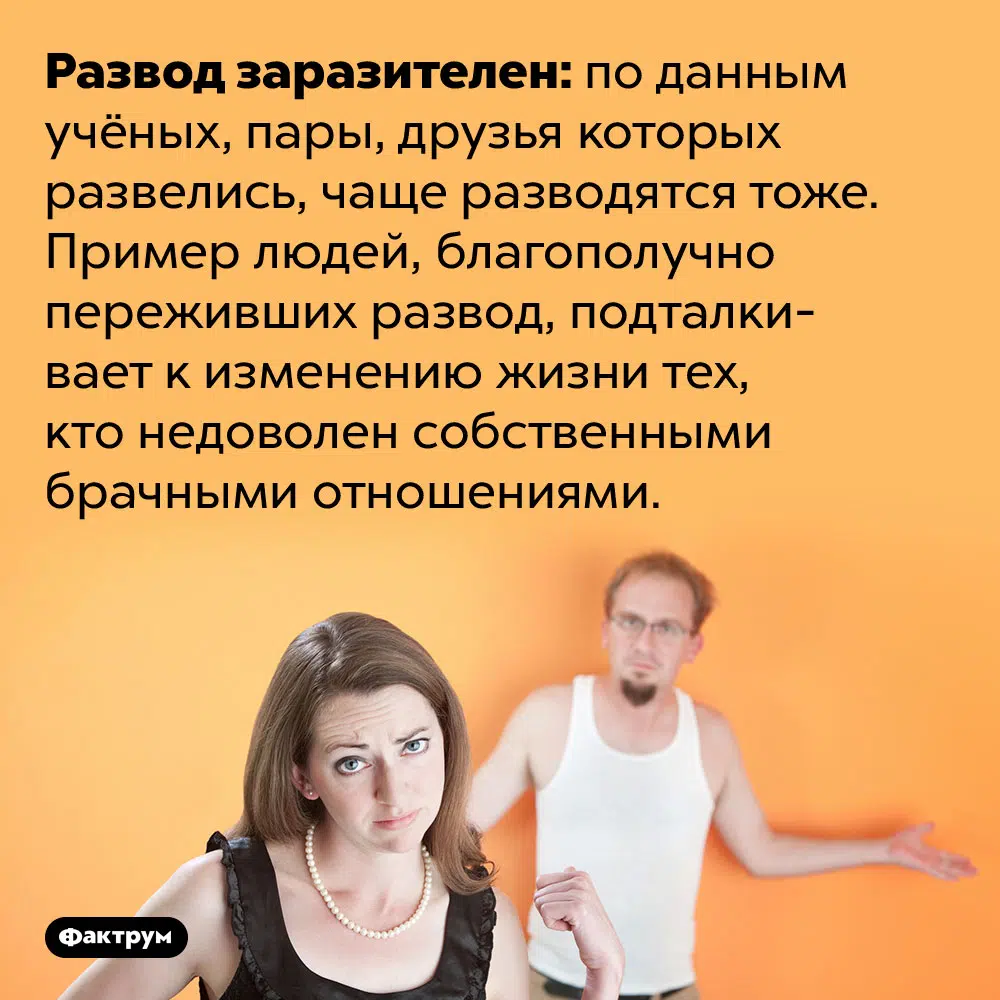 Развод заразителен: по данным
учёных, пары, друзья которых
развелись, чаще разводятся тоже.
Пример людей, благополучно
переживших развод, подталки-
вает к изменению жизни тех,
кто недоволен собственными
брачными отношениями.
Фактрум